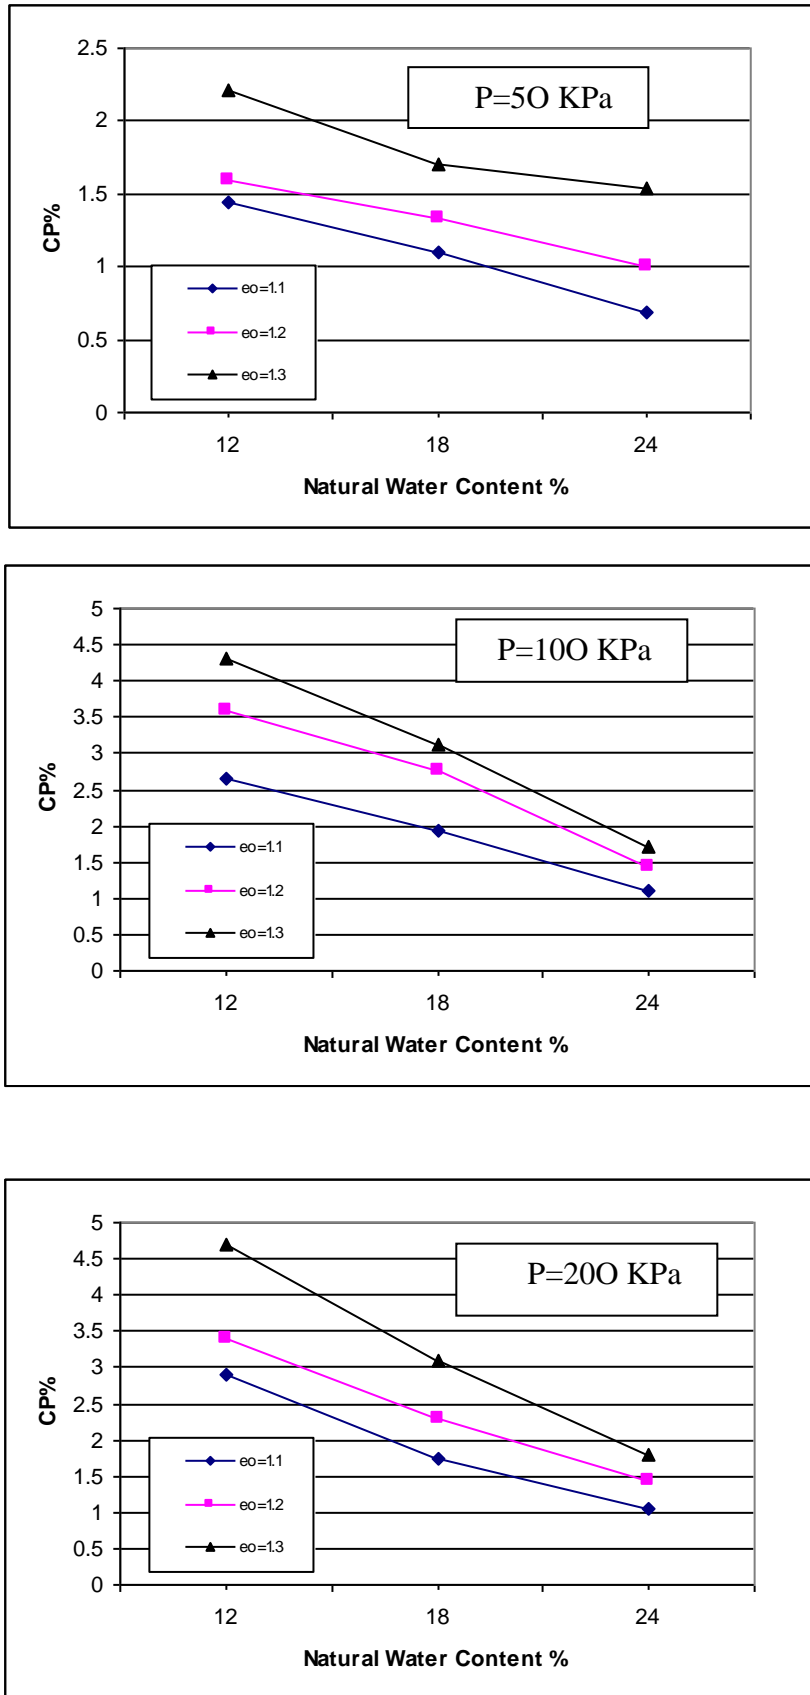 P=5O KPa
2.5
2
1.5
1
0.5
0
CP%
eo=1.1
eo=1.2
eo=1.3
12 18 24
Natural Water Content %
P=10O KPa
5
4.5
4
3.5
3
2.5
2
1.5
1
0.5
0
CP%
eo=1.1
eo=1.2
eo=1.3
12 18 24
Natural Water Content %
P=20O KPa
5
4.5
4
3.5
3
2.5
2
1.5
1
0.5
0
CP%
eo=1.1
eo=1.2
eo=1.3
12 18 24
Natural Water Content %